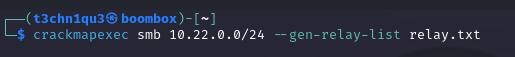 ┌──(t3chn1qu3㉿boombox)-[~]
└─$ crackmapexec smb 10.22.0.0/24 --gen-relay-list relay.txt